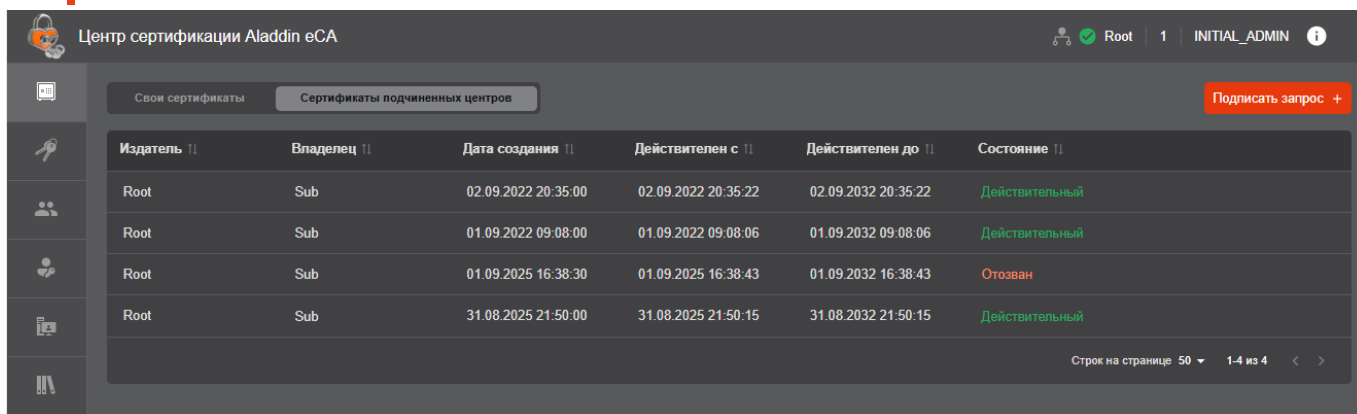 Центр сертификации Aladdin eCA Root 1 INITIAL_ADMIN
Свои сертификаты Сертификаты подчиненных центров Подписать запрос +
Издатель Владелец Дата создания Действителен с Действителен до Состояние
Root Sub 02.09.2022 20:35:00 02.09.2022 20:35:22 02.09.2032 20:35:22 Действительный
Root Sub 01.09.2022 09:08:00 01.09.2022 09:08:06 01.09.2032 09:08:06 Действительный
Root Sub 01.09.2025 16:38:30 01.09.2025 16:38:43 01.09.2032 16:38:43 Отозван
Root Sub 31.08.2025 21:50:00 31.08.2025 21:50:15 31.08.2032 21:50:15 Действительный
Строк на странице 50 1-4 из 4